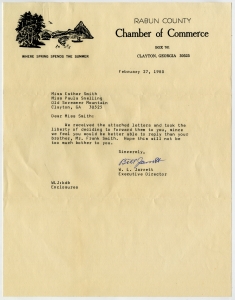 RABUN COUNTY
Chamber of Commerce
BOX 761
CLAYTON, GEORGIA 30525
WHERE SPRING SPENDS THE SUMMER
February 27, 1980
Miss Esther Smith
Miss Paula Snelling
Old Screamer Mountain
Clayton, GA 30525
Dear Miss Smith:
We received the attached letters and took the
liberty of deciding to forward them to you, since
we feel you would be better able to reply than your
brother, Mr. Frank Smith. Hope this will not be
too much bother to you.
Sincerely,
Bill Jarrett
W. L. Jarrett
Executive Director
WLJ:
Enclosures